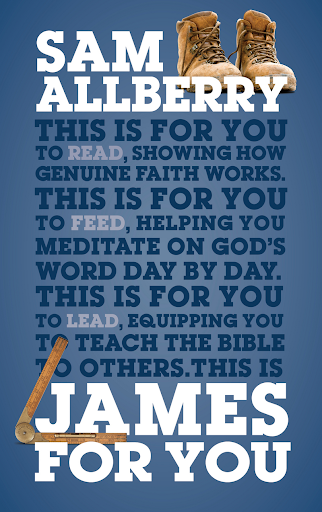 SAM
ALLBERRY
THIS IS FOR YOU
TO READ, SHOWING HOW
GENUINE FAITH WORKS.
THIS IS FOR YOU
TO FEED, HELPING YOU
MEDITATE ON GOD'S
WORD DAY BY DAY.
THIS IS FOR YOU
TO LEAD, EQUIPPING YOU
TO TEACH THE BIBLE
TO OTHERS. THIS IS
JAMES
FOR YOU